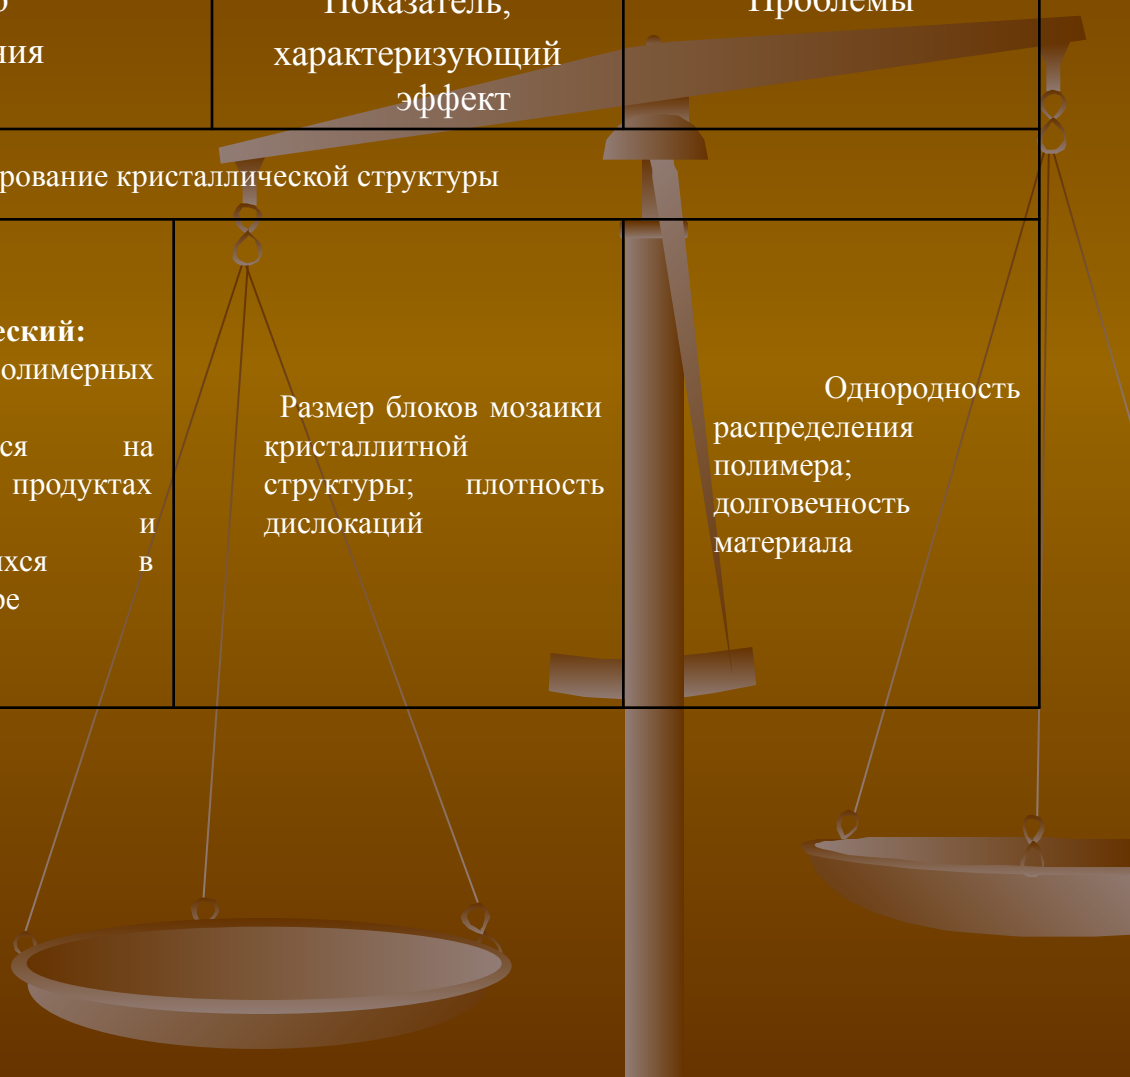 Показатель,
характеризующий
эффект
Проблемы
ния
рование кристаллической структуры
еский:
олимерных
ся на
продуктах
и
ихся в
ре
Размер блоков мозаики
кристаллитной
структуры; плотность
дислокаций
Однородность
распределения
полимера;
долговечность
материала